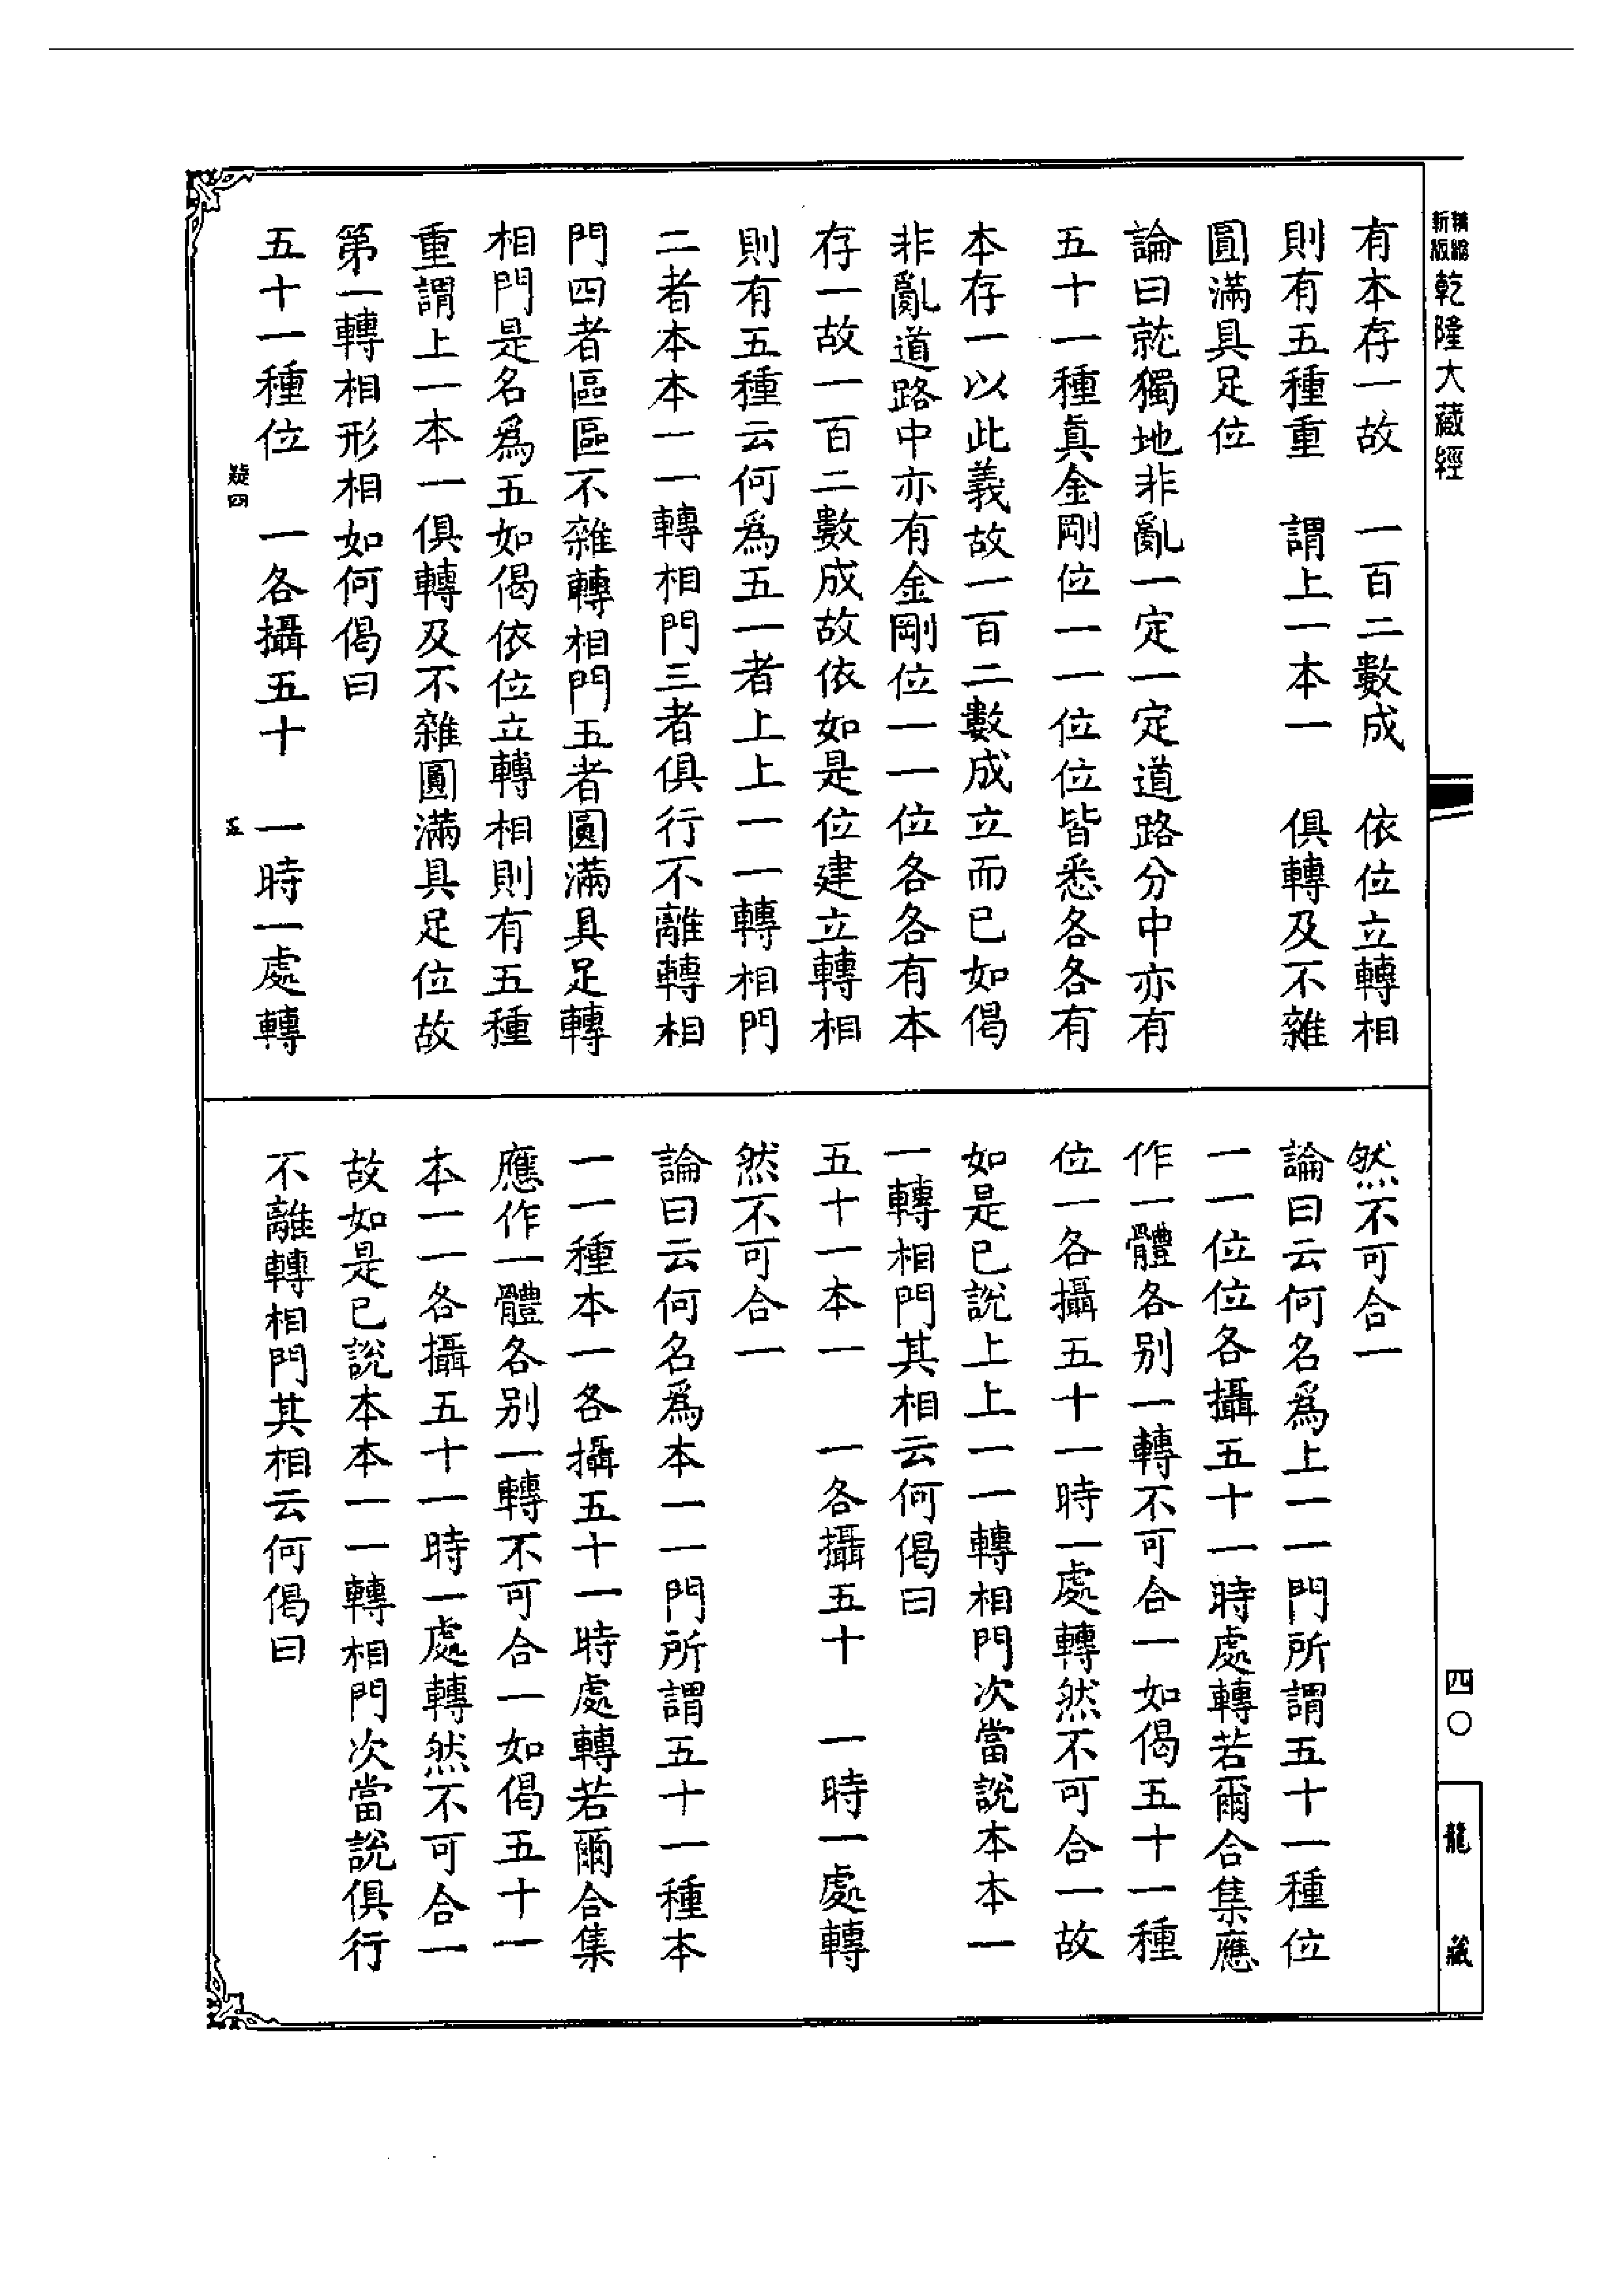 精縮新版乾隆大藏經
有本存一故　一百二數成　依位立轉相
則有五種重　謂上一本一　俱轉及不雜
圓滿具足位
論曰就獨地非亂一定一定道路分中亦有
五十一種真金剛位一一位位皆悉各各有
本存一以此義故一百二數成立而已如偈
非亂道路中亦有金剛位一一位各各有本
存一故一百二數成故依如是位建立轉相
則有五種云何為五一者上上一一轉相門
二者本本一一轉相門三者俱行不離轉相
門四者區區不雜轉相門五者圓滿具足轉
相門是名為五如偈依位立轉相則有五種
重謂上一本一俱轉及不雜圓滿具足位故
第一轉相形相如何偈曰
五十一種位　一各攝五十　一時一處轉
疑四　五
然不可合一
論曰云何名為上一一門所謂五十一種位
一一位位各攝五十一時處轉若爾合集應
作一體各別一轉不可合一如偈五十一種
位一各攝五十一時一處轉然不可合一故
如是已說上上一一轉相門次當說本本一
一轉相門其相云何偈曰
五十一本一　一各攝五十　一時一處轉
然不可合一
論曰云何名為本一一門所謂五十一種本
一一種本一各攝五十一時處轉若爾合集
應作一體各別一轉不可合一如偈五十一
本一一各攝五十一時一處轉然不可合一
故如是已說本本一一轉相門次當說俱行
不離轉相門其相云何偈曰
四〇
龍藏